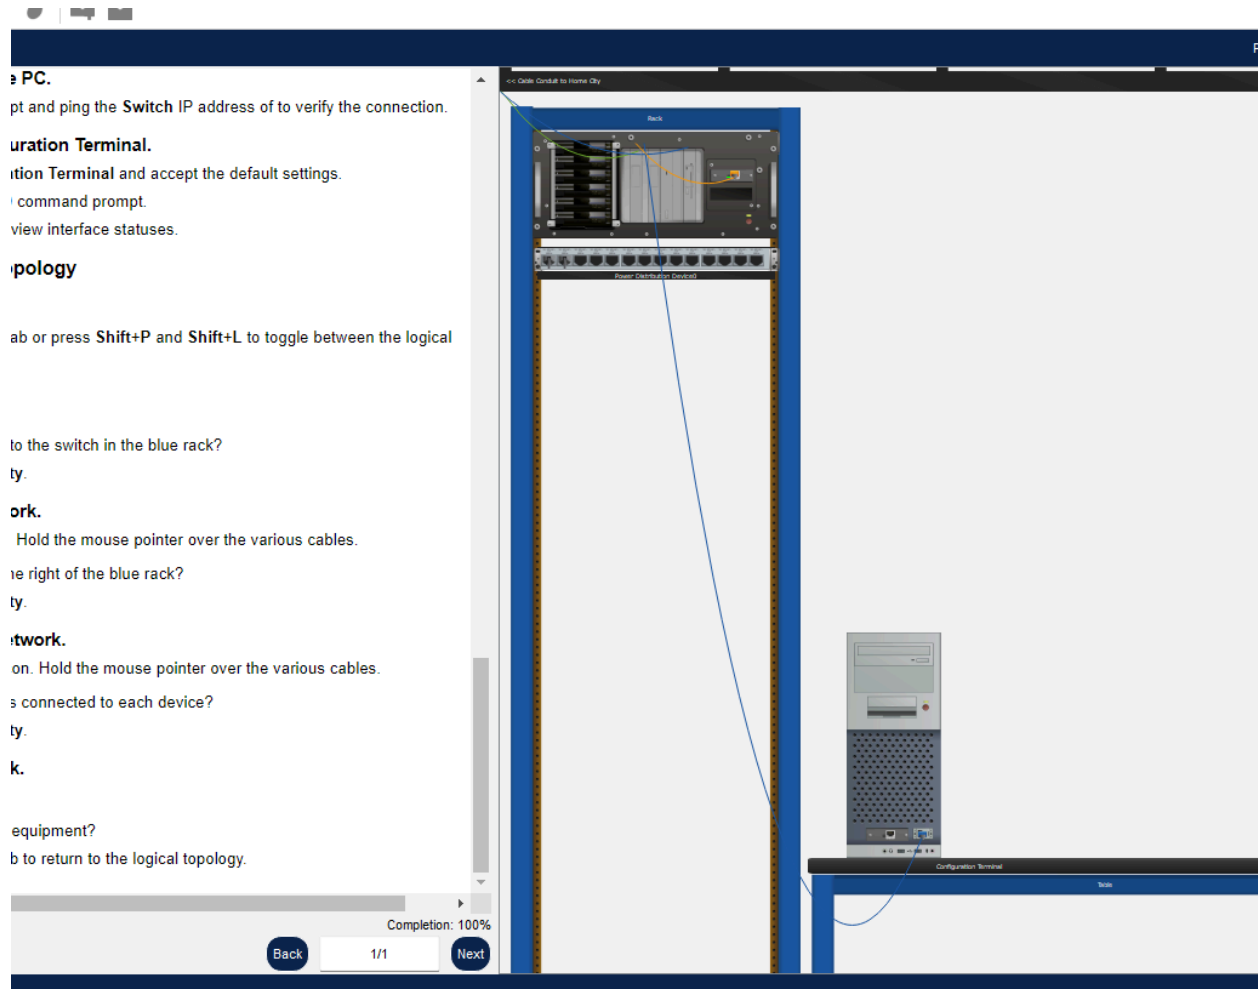 P
e PC.
pt and ping the Switch IP address of to verify the connection.
uration Terminal.
ation Terminal and accept the default settings.
command prompt.
view interface statuses.
opology
ab or press Shift+P and Shift+L to toggle between the logical
to the switch in the blue rack?
ty.
ork.
Hold the mouse pointer over the various cables.
he right of the blue rack?
ty.
etwork.
on. Hold the mouse pointer over the various cables.
s connected to each device?
ty.
k.
equipment?
b to return to the logical topology.
Completion: 100%
Back
1/1
Next
<< Cable Conduit to Home City
Rack
Power Distribution Device0
Configuration Terminal
Table